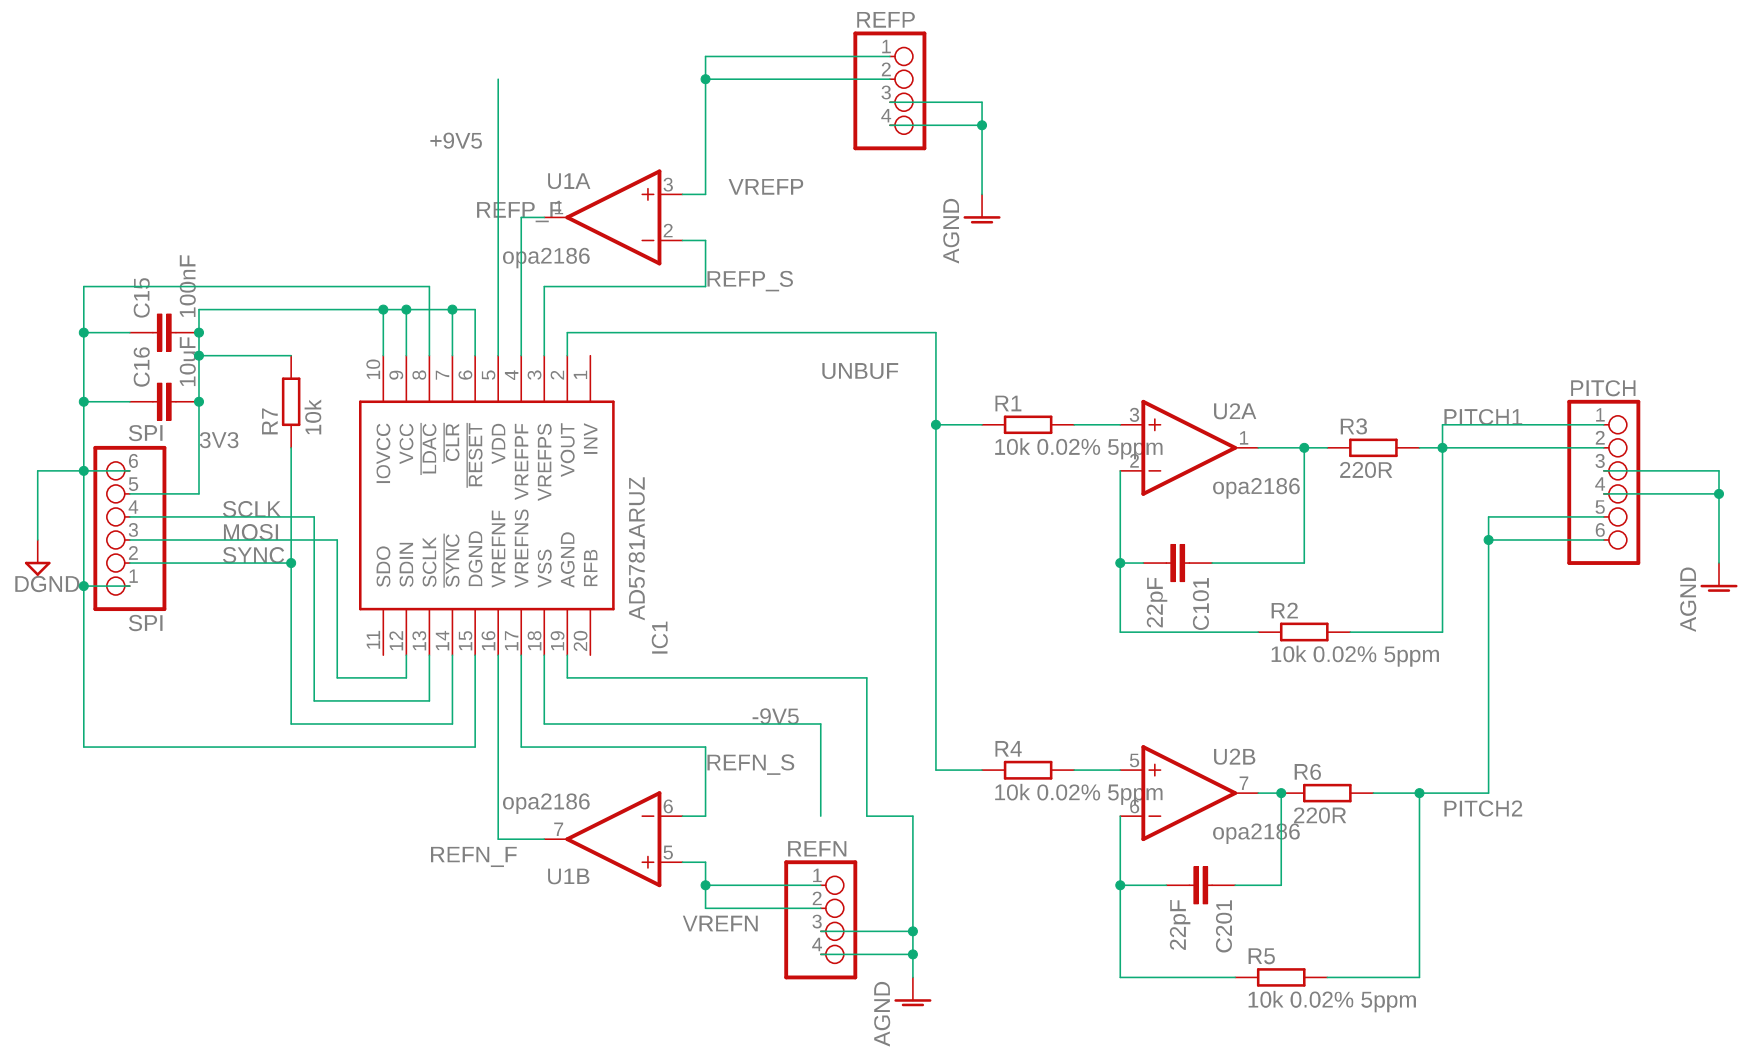 REFP
1
2
3
4
+9V5
U1A
3
VREFP
REFP_F
1
2
opa2186
REFP_S
AGND
C15
100nF
C16
10uF
R7
10k
3V3
UNBUF
10
9
8
7
6
5
4
3
2
1
IOVCC
VCC
LDAC
CLR
RESET
VDD
VREFPF
VREFPS
VOUT
INV
SPI
6
5
4
3
2
1
SPI
SCLK
MOSI
SYNC
DGND
SDO
SDIN
SCLK
SYNC
DGND
VREFNF
VREFNS
VSS
AGND
RFB
AD5781ARUZ
IC1
11
12
13
14
15
16
17
18
19
20
-9V5
REFN_S
opa2186
6
7
5
REFN_F
U1B
VREFN
REFN
1
2
3
4
AGND
R1
10k 0.02% 5ppm
3
2
U2A
1
opa2186
R3
220R
22pF
C101
R2
10k 0.02% 5ppm
PITCH1
PITCH
1
2
3
4
5
6
AGND
R4
10k 0.02% 5ppm
5
6
U2B
7
opa2186
R6
220R
PITCH2
22pF
C201
R5
10k 0.02% 5ppm